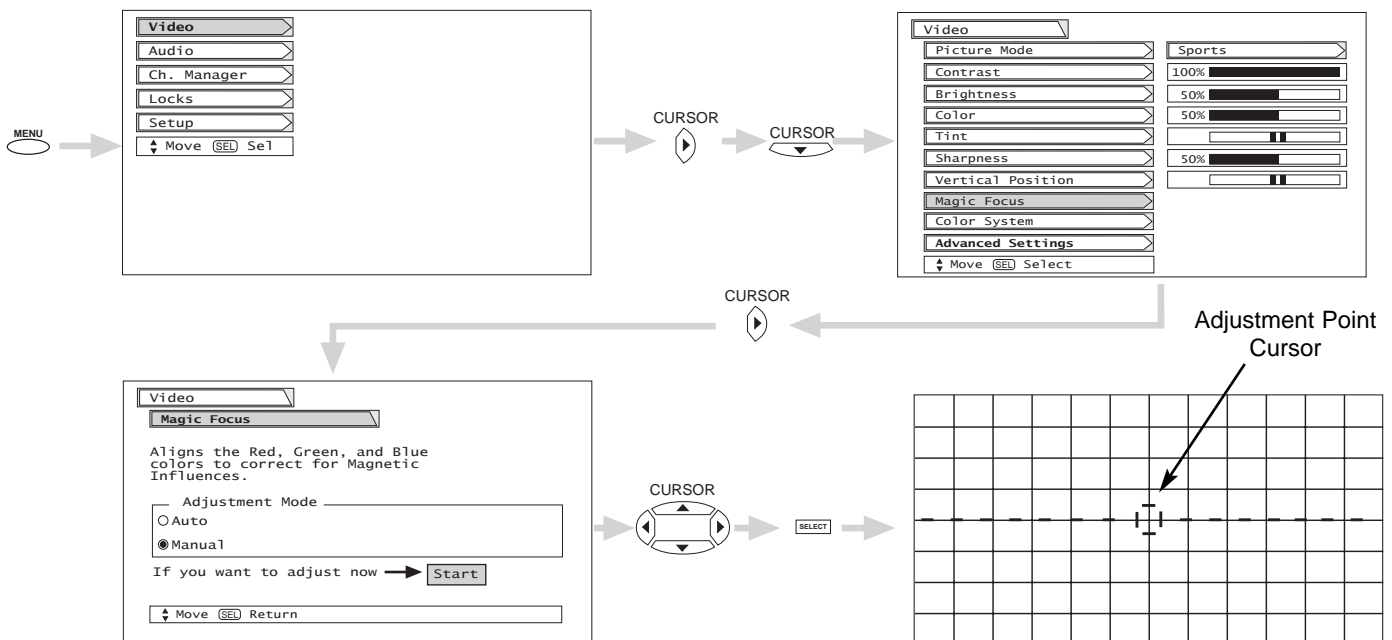 MENU
Video
Audio
Ch. Manager
Locks
Setup
Move SEL Sel
CURSOR
CURSOR
Video
Picture Mode Sports
Contrast 100%
Brightness 50%
Color 50%
Tint
Sharpness 50%
Vertical Position
Magic Focus
Color System
Advanced Settings
Move SEL Select
CURSOR
Video
Magic Focus
Aligns the Red, Green, and Blue
colors to correct for Magnetic
Influences.
Adjustment Mode
Auto
Manual
If you want to adjust now Start
Move SEL Return
CURSOR
SELECT
Adjustment Point
Cursor